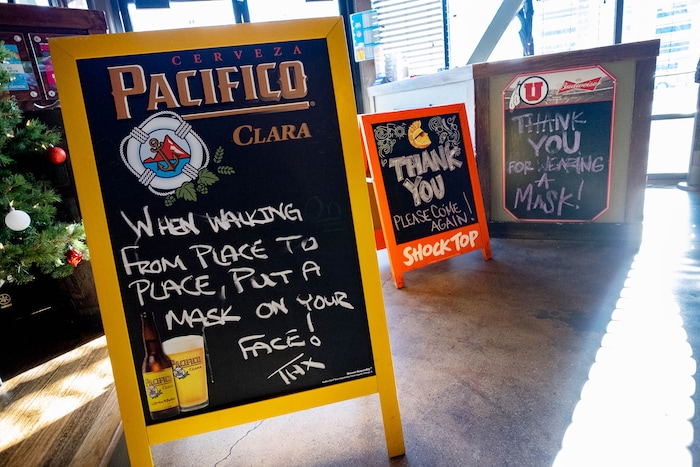 CERVEZA
PACIFICO
CLARA
WHEN WALKING
FROM PLACE TO
PLACE, PUT A
MASK ON YOUR
FACE!
THX
PACIFICO
THANK
YOU
PLEASE COME
AGAIN!
SHOCK TOP
U
Budweiser
THANK
YOU
FOR WEARING
A
MASK!